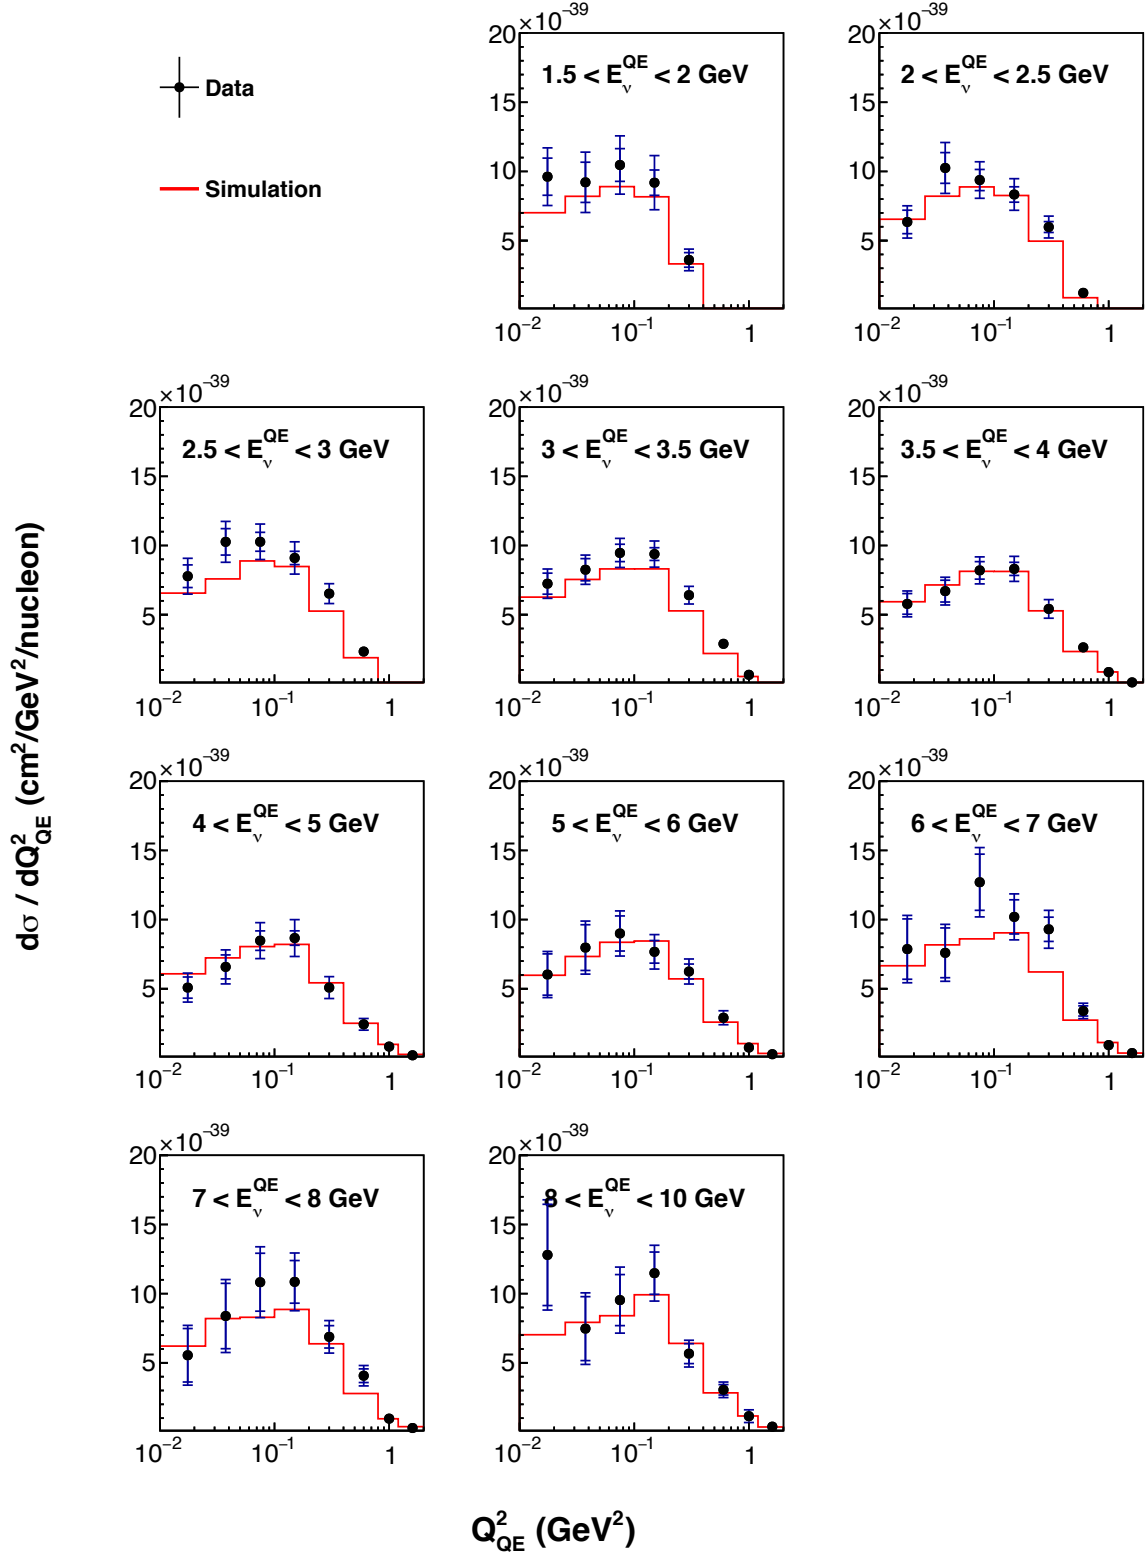 20 ×10⁻³⁹
1.5 < E_ν^QE < 2 GeV
15
10
5
10⁻² 10⁻¹ 1
20 ×10⁻³⁹
2 < E_ν^QE < 2.5 GeV
15
10
5
10⁻² 10⁻¹ 1
Data
Simulation
20 ×10⁻³⁹
2.5 < E_ν^QE < 3 GeV
15
10
5
10⁻² 10⁻¹ 1
20 ×10⁻³⁹
3 < E_ν^QE < 3.5 GeV
15
10
5
10⁻² 10⁻¹ 1
20 ×10⁻³⁹
3.5 < E_ν^QE < 4 GeV
15
10
5
10⁻² 10⁻¹ 1
dσ / dQ²_QE (cm²/GeV²/nucleon)
20 ×10⁻³⁹
4 < E_ν^QE < 5 GeV
15
10
5
10⁻² 10⁻¹ 1
20 ×10⁻³⁹
5 < E_ν^QE < 6 GeV
15
10
5
10⁻² 10⁻¹ 1
20 ×10⁻³⁹
6 < E_ν^QE < 7 GeV
15
10
5
10⁻² 10⁻¹ 1
20 ×10⁻³⁹
7 < E_ν^QE < 8 GeV
15
10
5
10⁻² 10⁻¹ 1
20 ×10⁻³⁹
8 < E_ν^QE < 10 GeV
15
10
5
10⁻² 10⁻¹ 1
Q²_QE (GeV²)